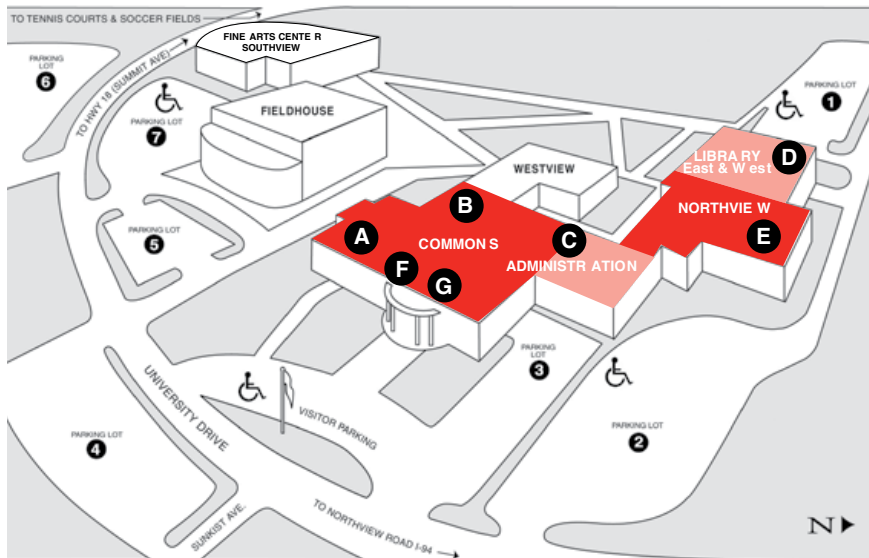 TO TENNIS COURTS & SOCCER FIELDS
FINE ARTS CENTE R
SOUTHVIEW
PARKING
LOT
6
TO HWY 18 (SUMMIT AVE)
PARKING LOT
7
FIELDHOUSE
PARKING LOT
1
LIBRA RY
East & W est
D
WESTVIEW
NORTHVIE W
E
B
A
COMMON S
C
ADMINISTR ATION
F
G
PARKING LOT
5
PARKING
LOT
3
UNIVERSITY DRIVE
VISITOR PARKING
PARKING LOT
4
PARKING LOT
2
SUNKIST AVE.
TO NORTHVIEW ROAD I-94
N